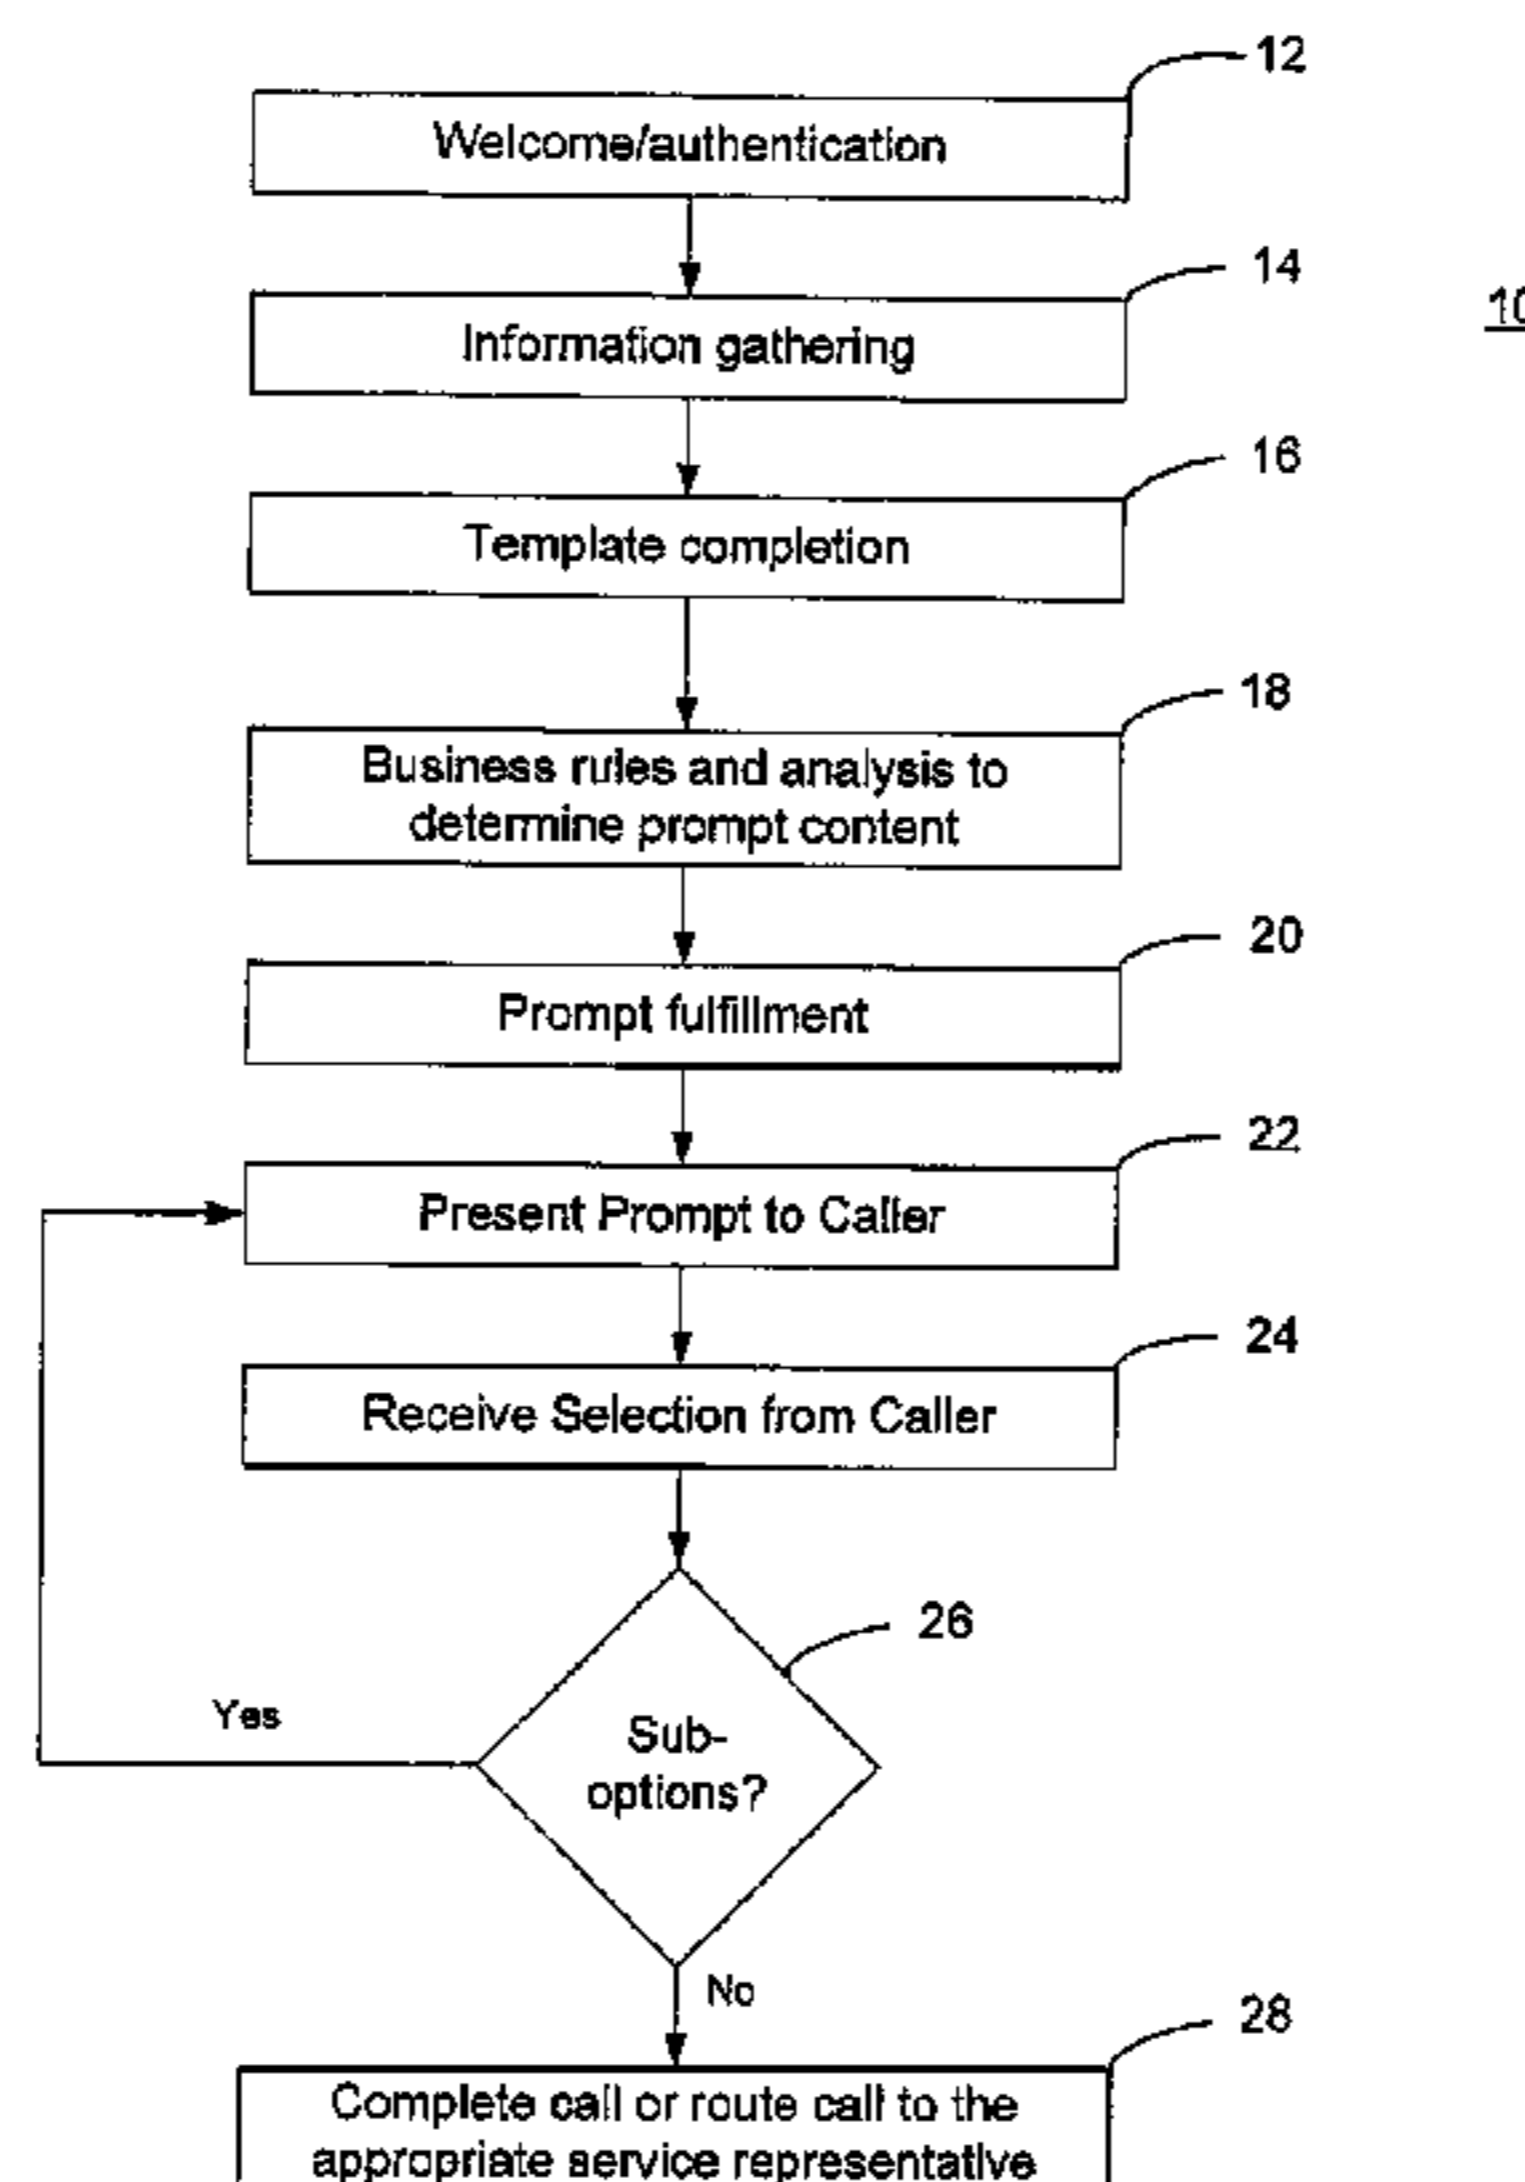 12
Welcome/authentication
14
10
Information gathering
16
Template completion
18
Business rules and analysis to
determine prompt content
20
Prompt fulfillment
22
Present Prompt to Caller
24
Receive Selection from Caller
26
Yes
Sub-
options?
No
28
Complete call or route call to the
appropriate service representative